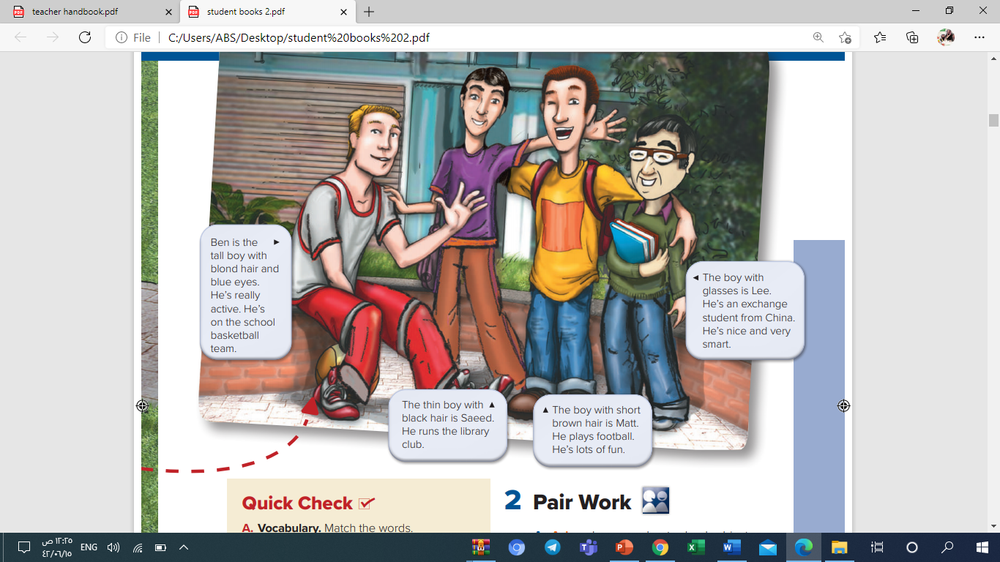 teacher handbook.pdf
student books 2.pdf
File
C:/Users/ABS/Desktop/student%20books%202.pdf
Ben is the
tall boy with
blond hair and
blue eyes.
He's really
active. He's
on the school
basketball
team.
The boy with
glasses is Lee.
He's an exchange
student from China.
He's nice and very
smart.
The thin boy with
black hair is Saeed.
He runs the library
club.
The boy with short
brown hair is Matt.
He plays football.
He's lots of fun.
Quick Check
A. Vocabulary. Match the words.
2 Pair Work
١٢:٢٥ ص
ENG
٤٢/٠٦/١٥